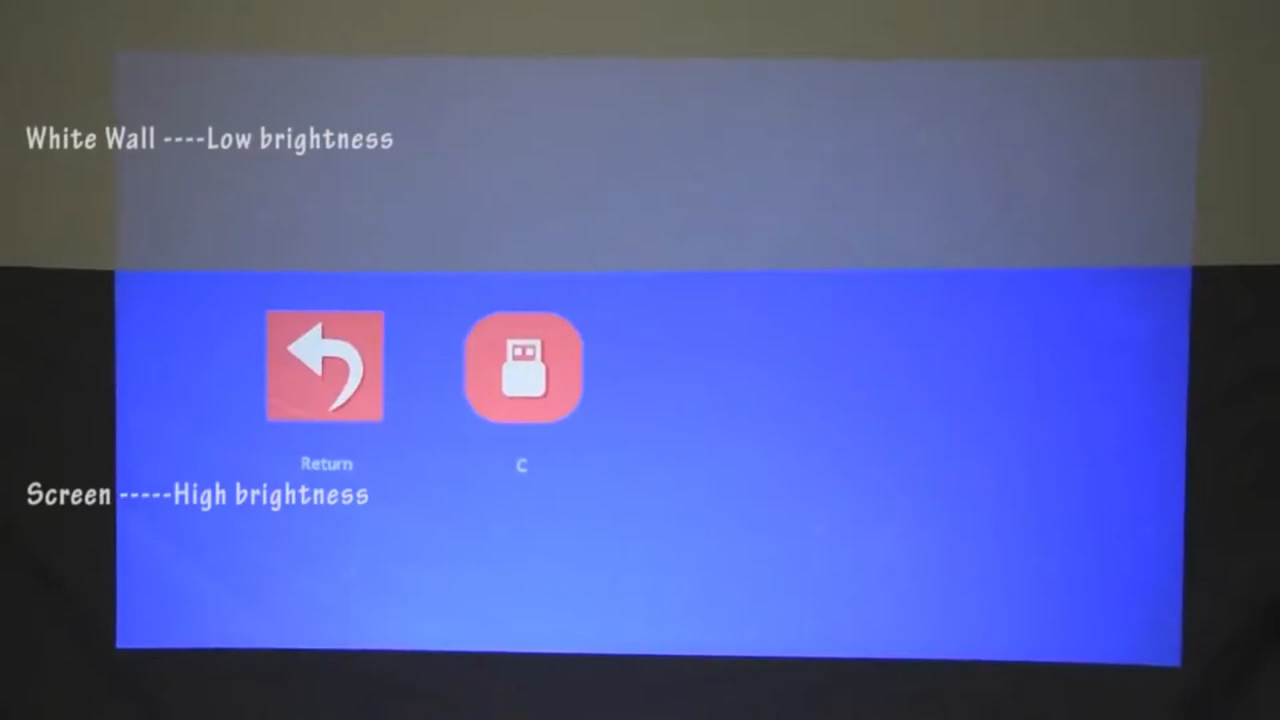 White Wall ----Low brightness
Return
C
Screen -----High brightness